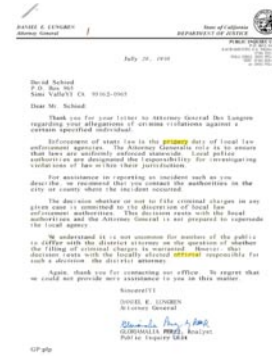 DANIEL E. LUNGREN
Attorney General
State of California
DEPARTMENT OF JUSTICE
July 28, 1998
David Schied
P.O. Box
Dear Mr. Schied:
Thank you for your letter to Attorney General Dan Lungren
regarding your allegations of criminal violations against a
certain specified individual.
Enforcement of state law is the primary duty of local law
enforcement agencies. The Attorney General's role is to ensure
that laws are uniformly enforced statewide. Local police
authorities are designated the responsibility for investigating
violations of law within their jurisdiction.
For assistance in reporting an incident such as you
describe, we recommend that you contact the authorities in the
city or county where the incident occurred.
The decision whether or not to file criminal charges in any
given case is committed to the discretion of local law
enforcement authorities. This decision rests with the local
authorities and the Attorney General is not prepared to
the local agency.
We understand it is not uncommon for members of the public
to differ with the district attorney on the question of whether
the filing of criminal charges is warranted. However, that
decision rests with the locally elected official responsible for
such a decision the district attorney.
Again, thank you for contacting our office. We regret that
we could not provide more assistance to you in this matter.
Sincerely
DANIEL E. LUNGREN
Attorney General
GLORIAMALIA PEREZ, Analyst
Public Inquiry Unit
GP:glp